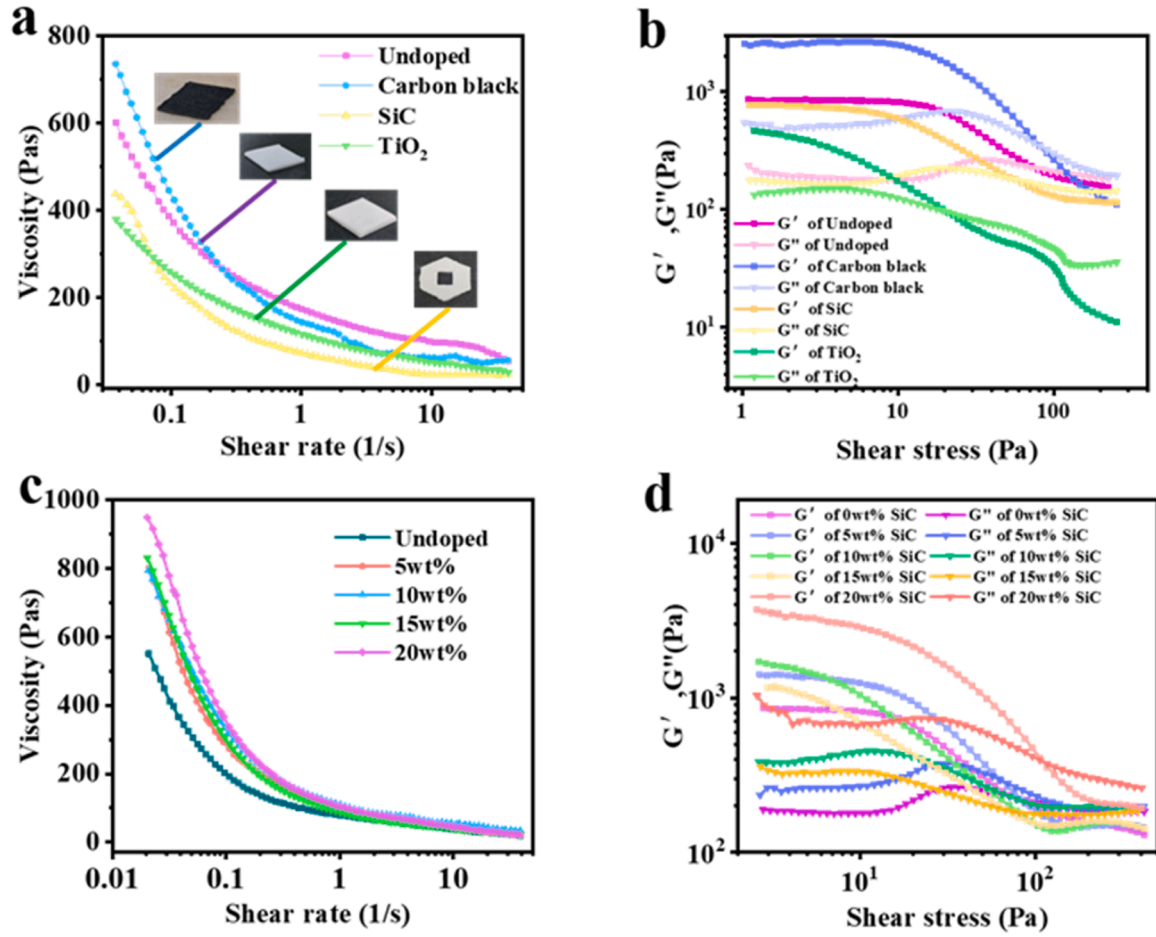 a
800
600
400
200
0
Viscosity (Pas)
Undoped
Carbon black
SiC
TiO₂
0.1 1 10
Shear rate (1/s)
b
10³
10²
10¹
G′ ,G"(Pa)
G′ of Undoped
G" of Undoped
G′ of Carbon black
G" of Carbon black
G′ of SiC
G" of SiC
G′ of TiO₂
G" of TiO₂
1 10 100
Shear stress (Pa)
c
1000
800
600
400
200
0
Viscosity (Pas)
Undoped
5wt%
10wt%
15wt%
20wt%
0.01 0.1 1 10
Shear rate (1/s)
d
10⁴
10³
10²
G′ ,G"(Pa)
G′ of 0wt% SiC G" of 0wt% SiC
G′ of 5wt% SiC G" of 5wt% SiC
G′ of 10wt% SiC G" of 10wt% SiC
G′ of 15wt% SiC G" of 15wt% SiC
G′ of 20wt% SiC G" of 20wt% SiC
10¹ 10²
Shear stress (Pa)